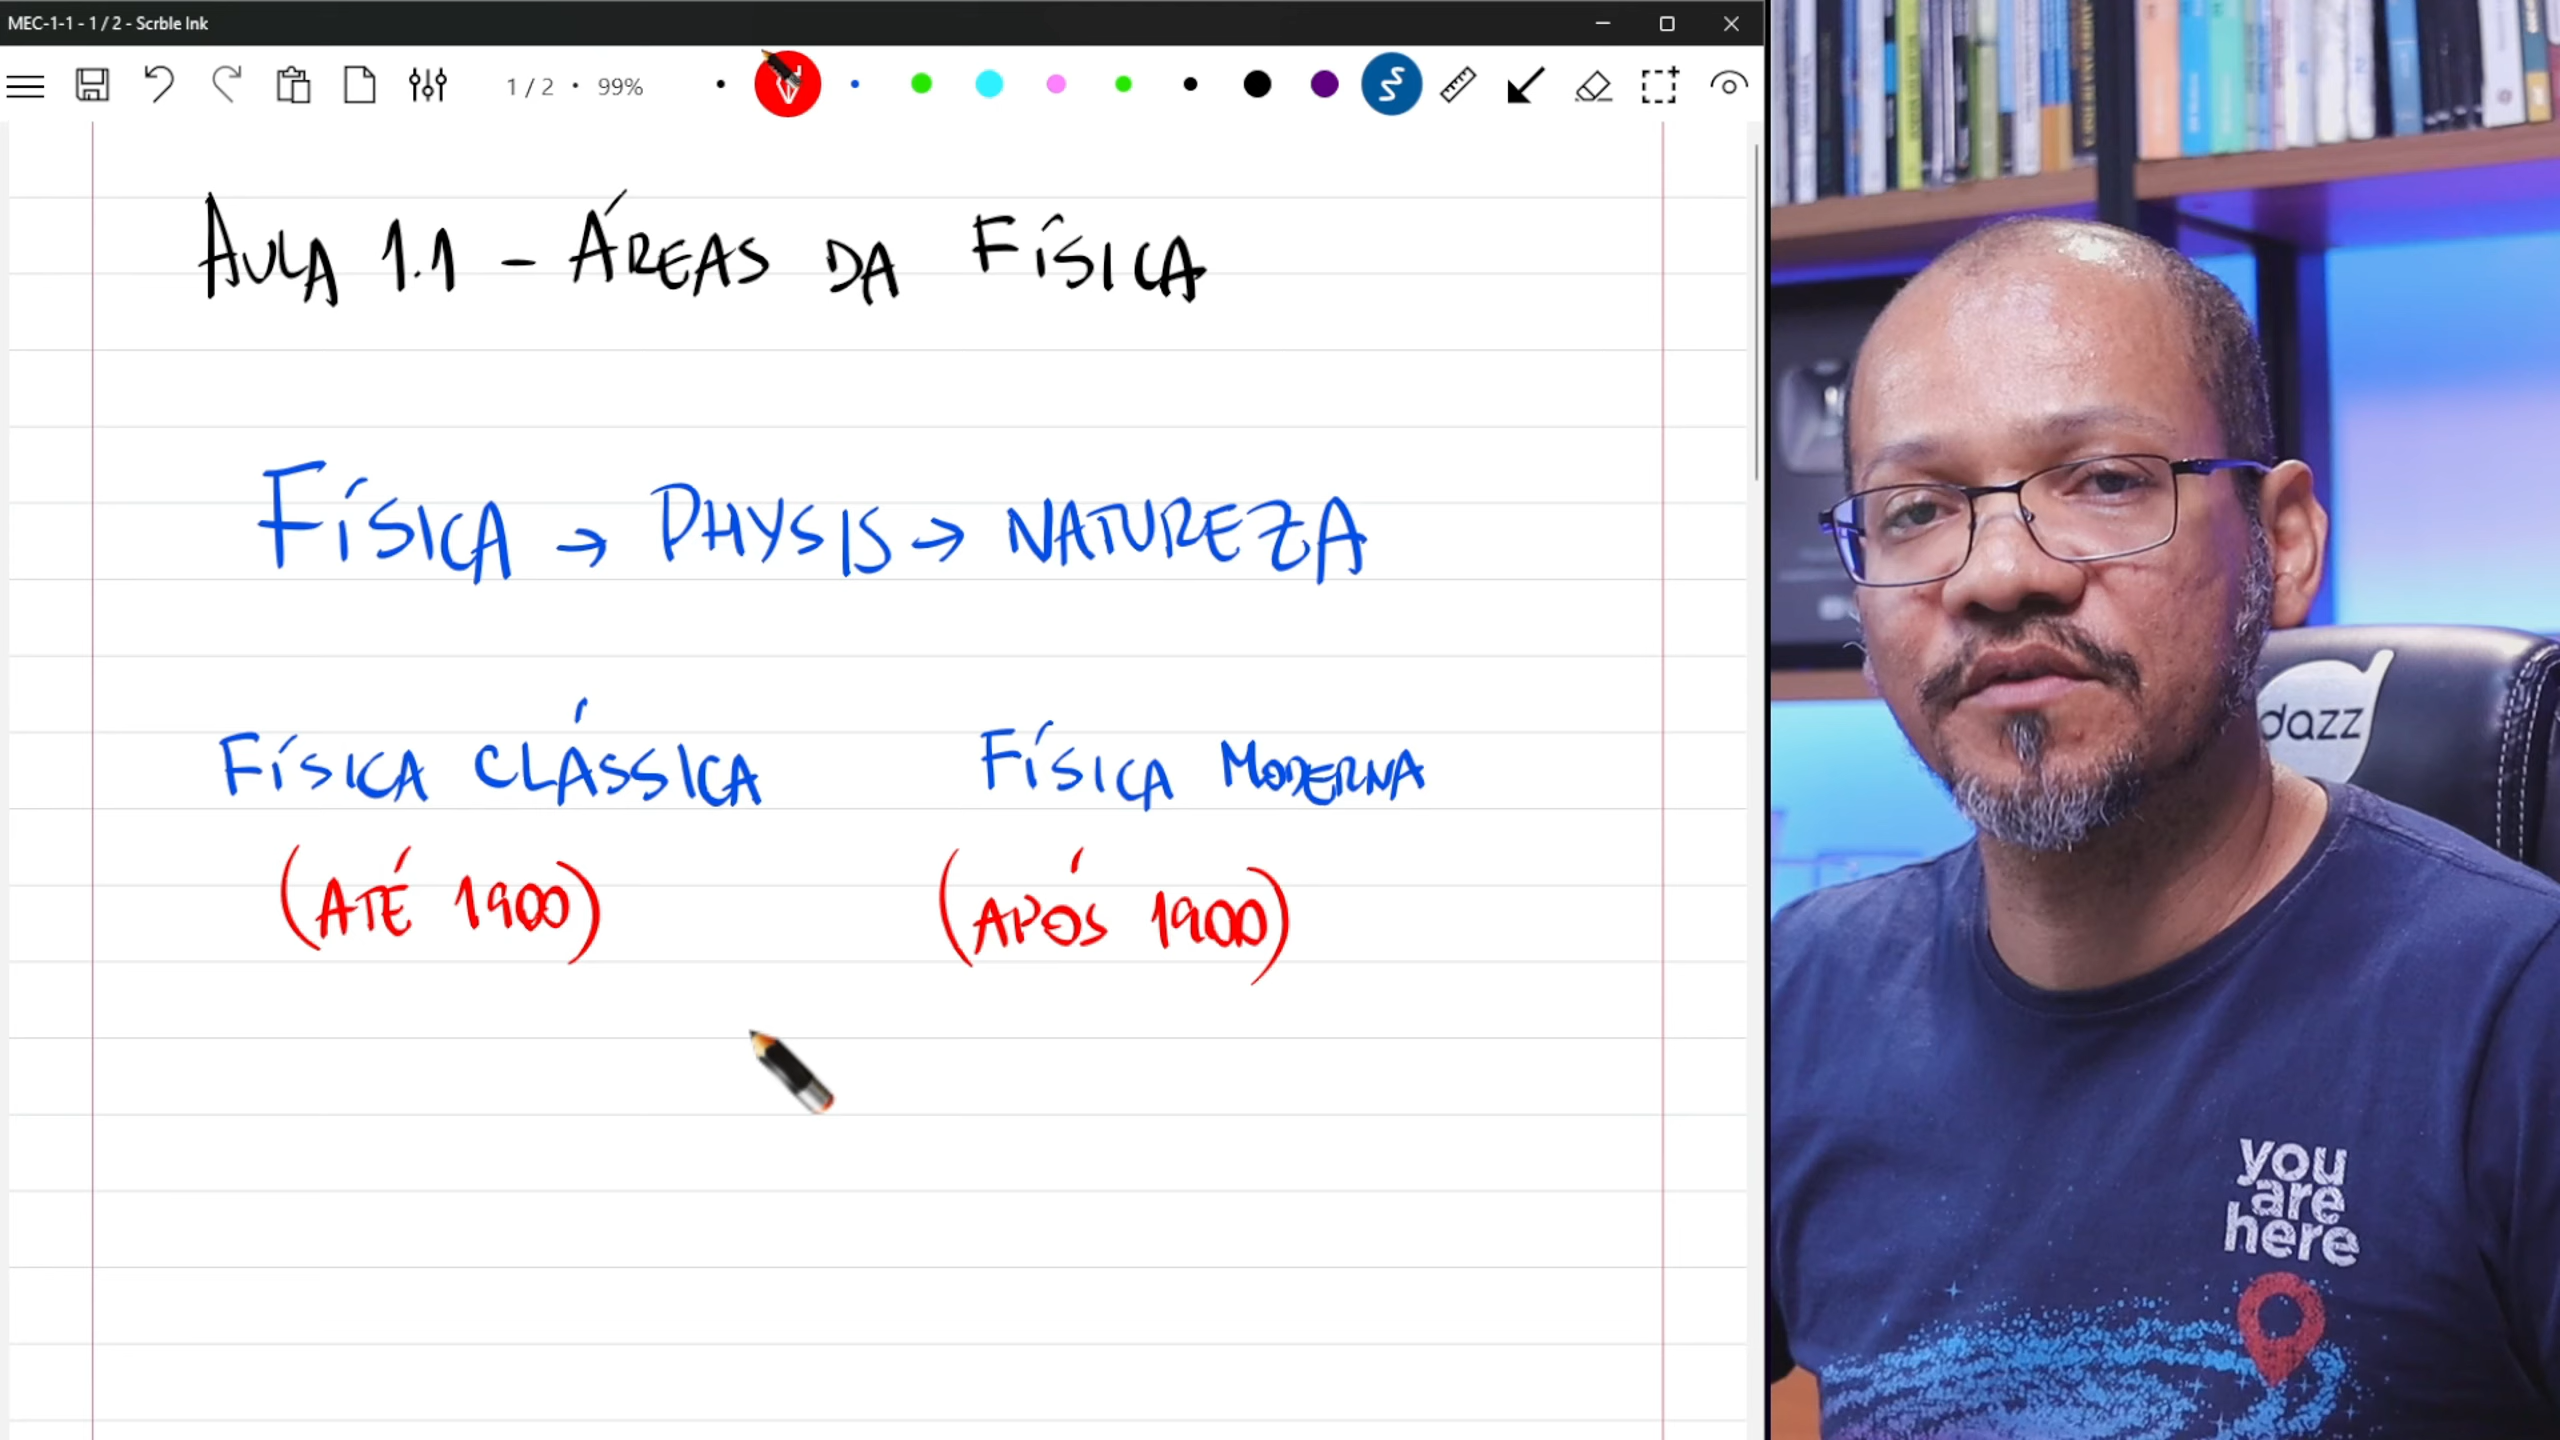 MEC-1-1 - 1 / 2 - Scrble Ink
1 / 2 • 99%
AULA 1.1 - ÁREAS DA FÍSICA
FÍSICA → PHYSIS → NATUREZA
FÍSICA CLÁSSICA FÍSICA MODERNA
(ATÉ 1900) (APÓS 1900)
dazz
you
are
here